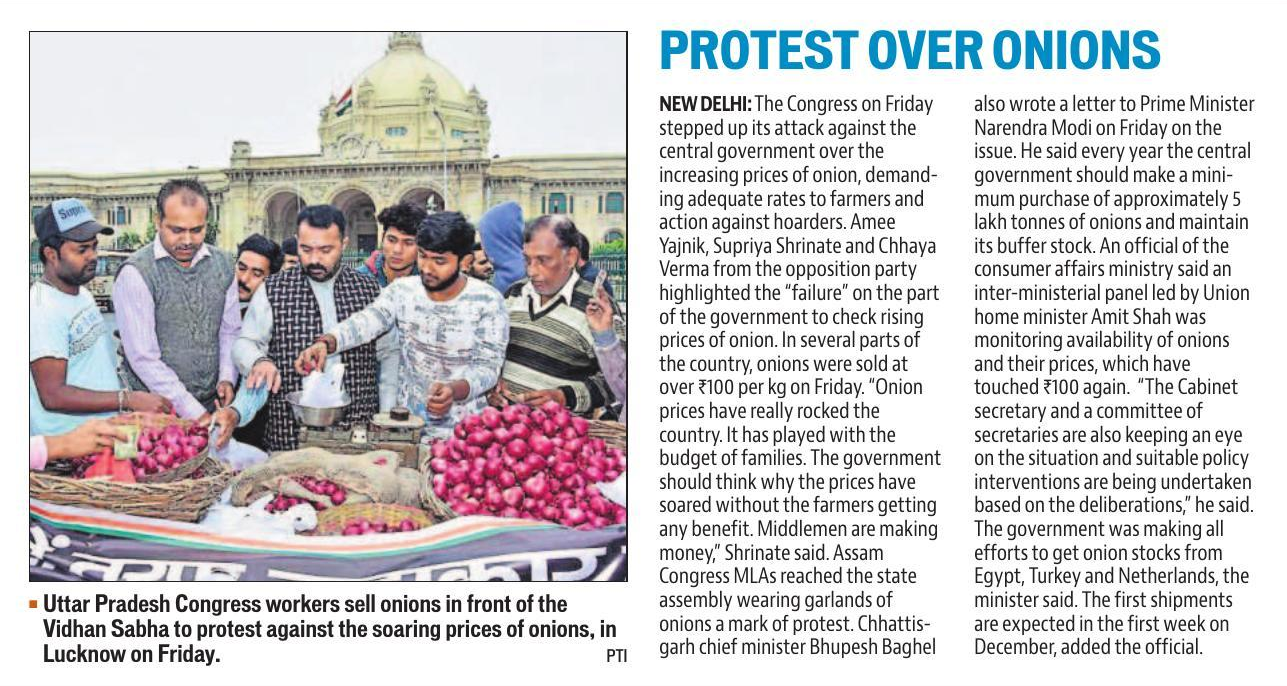 PROTEST OVER ONIONS
NEW DELHI: The Congress on Friday
stepped up its attack against the
central government over the
increasing prices of onion, demand-
ing adequate rates to farmers and
action against hoarders. Amee
Yajnik, Supriya Shrinate and Chhaya
Verma from the opposition party
highlighted the “failure” on the part
of the government to check rising
prices of onion. In several parts of
the country, onions were sold at
over ₹100 per kg on Friday. “Onion
prices have really rocked the
country. It has played with the
budget of families. The government
should think why the prices have
soared without the farmers getting
any benefit. Middlemen are making
money,” Shrinate said. Assam
Congress MLAs reached the state
assembly wearing garlands of
onions a mark of protest. Chhattis-
garh chief minister Bhupesh Baghel
also wrote a letter to Prime Minister
Narendra Modi on Friday on the
issue. He said every year the central
government should make a mini-
mum purchase of approximately 5
lakh tonnes of onions and maintain
its buffer stock. An official of the
consumer affairs ministry said an
inter-ministerial panel led by Union
home minister Amit Shah was
monitoring availability of onions
and their prices, which have
touched ₹100 again. “The Cabinet
secretary and a committee of
secretaries are also keeping an eye
on the situation and suitable policy
interventions are being undertaken
based on the deliberations,” he said.
The government was making all
efforts to get onion stocks from
Egypt, Turkey and Netherlands, the
minister said. The first shipments
are expected in the first week on
December, added the official.
Uttar Pradesh Congress workers sell onions in front of the
Vidhan Sabha to protest against the soaring prices of onions, in
Lucknow on Friday.
PTI